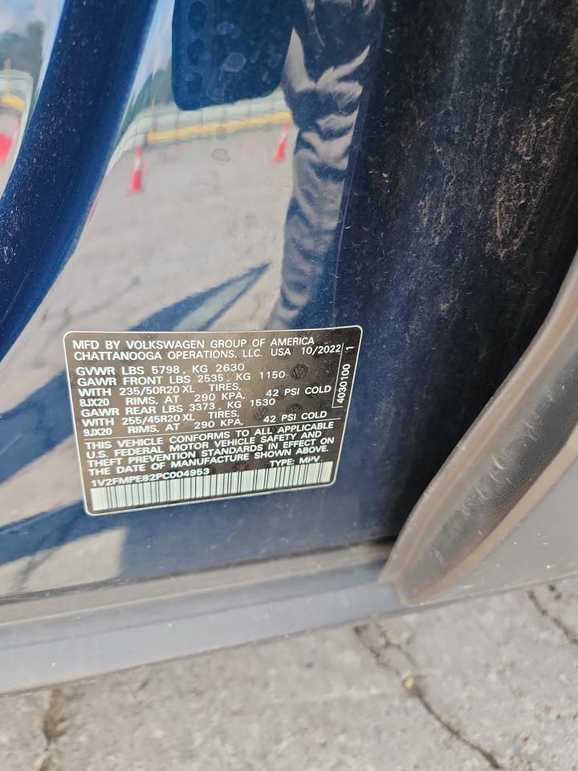 MFD BY VOLKSWAGEN GROUP OF AMERICA
CHATTANOOGA OPERATIONS, LLC. USA 10/2022
GVWR LBS 5798 . KG 2630
GAWR FRONT LBS 2535 . KG 1150
WITH 235/50R20 XL TIRES,
8JX20 RIMS, AT 290 KPA. 42 PSI COLD
GAWR REAR LBS 3373 . KG 1530
WITH 255/45R20 XL TIRES,
9JX20 RIMS, AT 290 KPA. 42 PSI COLD
THIS VEHICLE CONFORMS TO ALL APPLICABLE
U.S. FEDERAL MOTOR VEHICLE SAFETY AND
THEFT PREVENTION STANDARDS IN EFFECT ON
THE DATE OF MANUFACTURE SHOWN ABOVE.
1V2FMPE82PC004953 TYPE: MPV
4030100 1